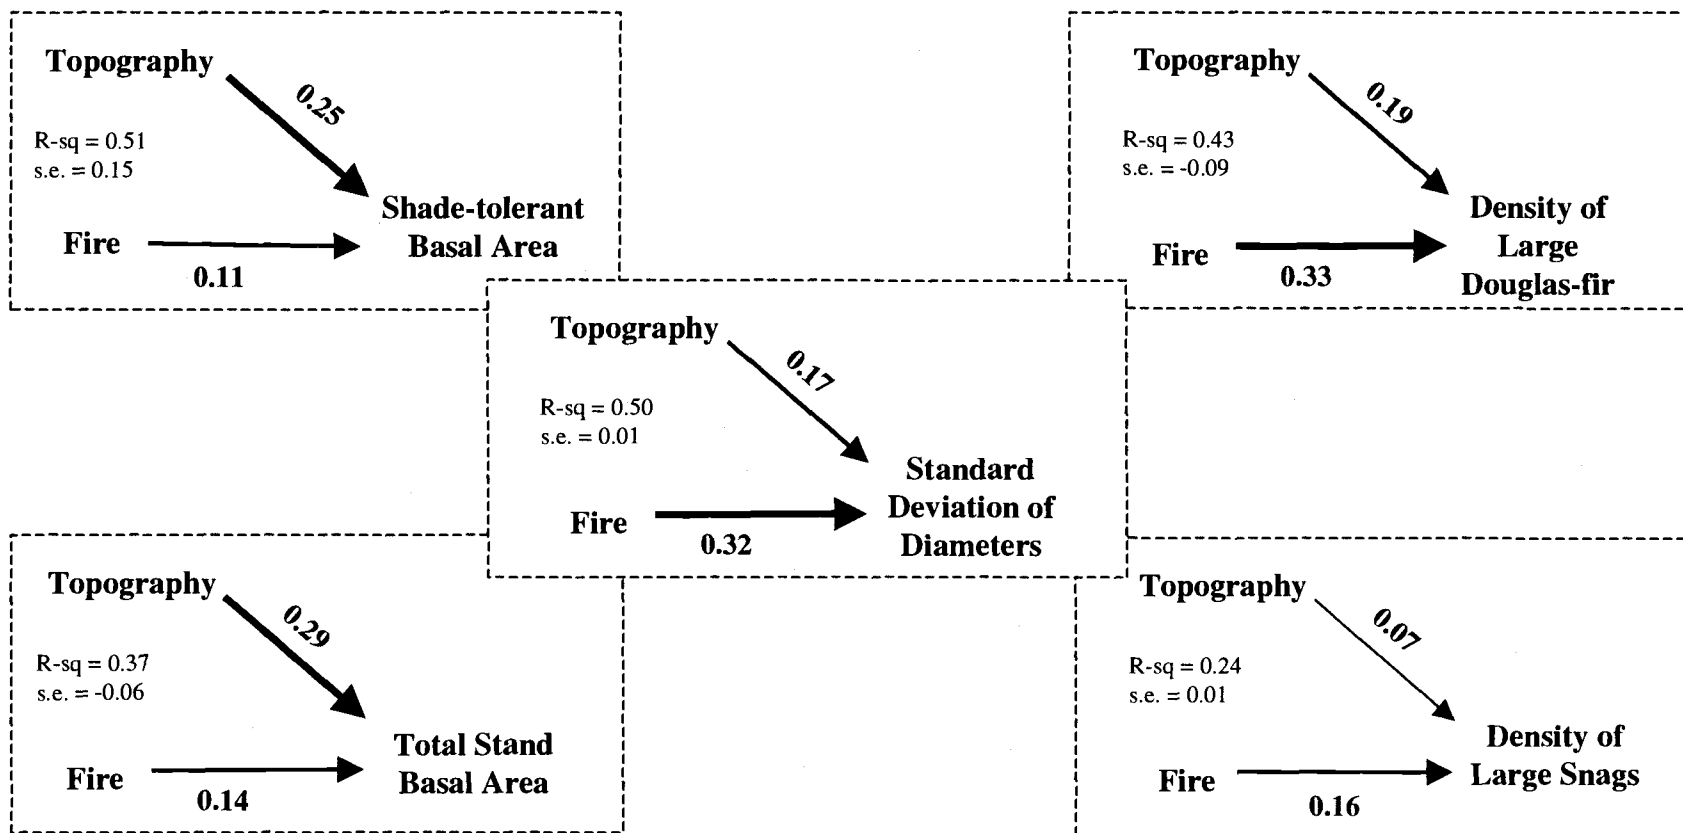 Topography
0.25
R-sq = 0.51
s.e. = 0.15
Shade-tolerant
Basal Area
Fire
0.11
Topography
0.19
R-sq = 0.43
s.e. = -0.09
Density of
Large
Douglas-fir
Fire
0.33
Topography
0.17
R-sq = 0.50
s.e. = 0.01
Standard
Deviation of
Diameters
Fire
0.32
Topography
0.29
R-sq = 0.37
s.e. = -0.06
Total Stand
Basal Area
Fire
0.14
Topography
0.07
R-sq = 0.24
s.e. = 0.01
Density of
Large Snags
Fire
0.16